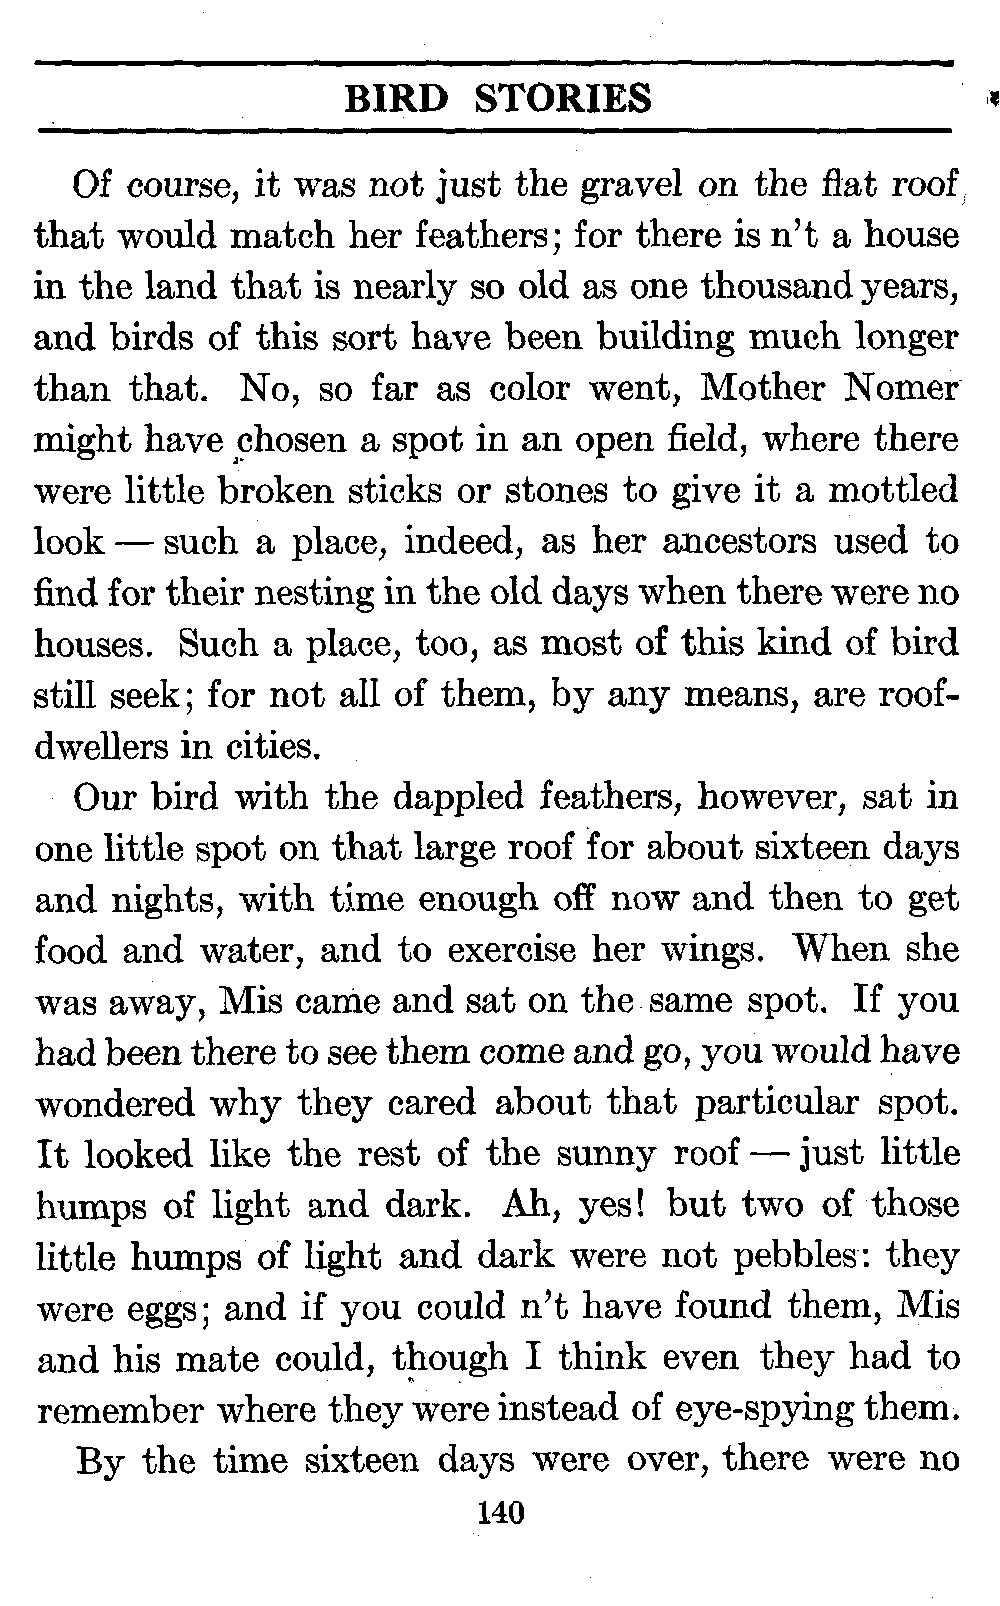 BIRD STORIES
Of course, it was not just the gravel on the flat roof
that would match her feathers; for there is n't a house
in the land that is nearly so old as one thousand years,
and birds of this sort have been building much longer
than that. No, so far as color went, Mother Nomer
might have chosen a spot in an open field, where there
were little broken sticks or stones to give it a mottled
look — such a place, indeed, as her ancestors used to
find for their nesting in the old days when there were no
houses. Such a place, too, as most of this kind of bird
still seek; for not all of them, by any means, are roof-
dwellers in cities.
Our bird with the dappled feathers, however, sat in
one little spot on that large roof for about sixteen days
and nights, with time enough off now and then to get
food and water, and to exercise her wings. When she
was away, Mis came and sat on the same spot. If you
had been there to see them come and go, you would have
wondered why they cared about that particular spot.
It looked like the rest of the sunny roof — just little
humps of light and dark. Ah, yes! but two of those
little humps of light and dark were not pebbles: they
were eggs; and if you could n't have found them, Mis
and his mate could, though I think even they had to
remember where they were instead of eye-spying them.
By the time sixteen days were over, there were no
140